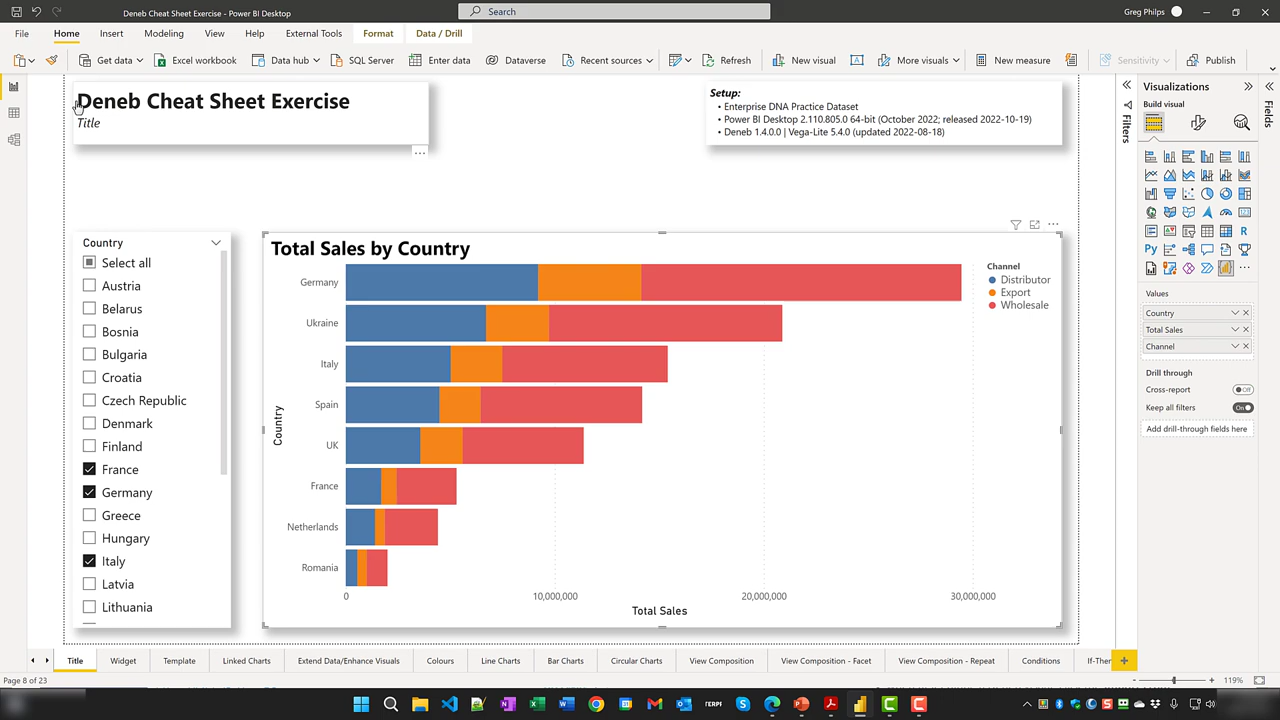 Deneb Cheat Sheet Exercise - Power BI Desktop
Search
Greg Philps
File
Home
Insert
Modeling
View
Help
External Tools
Format
Data / Drill
Get data
Excel workbook
Data hub
SQL Server
Enter data
Dataverse
Recent sources
Refresh
New visual
More visuals
New measure
Sensitivity
Publish
Deneb Cheat Sheet Exercise
Title
Setup:
• Enterprise DNA Practice Dataset
• Power BI Desktop 2.110.805.0 64-bit (October 2022; released 2022-10-19)
• Deneb 1.4.0.0 | Vega-Lite 5.4.0 (updated 2022-08-18)
Country
Select all
Austria
Belarus
Bosnia
Bulgaria
Croatia
Czech Republic
Denmark
Finland
France
Germany
Greece
Hungary
Italy
Latvia
Lithuania
Total Sales by Country
Country
Germany
Ukraine
Italy
Spain
UK
France
Netherlands
Romania
0
10,000,000
20,000,000
30,000,000
Total Sales
Channel
Distributor
Export
Wholesale
Filters
Visualizations
Build visual
R
Py
Values
Country
Total Sales
Channel
Drill through
Cross-report
Off
Keep all filters
On
Add drill-through fields here
Fields
Title
Widget
Template
Linked Charts
Extend Data/Enhance Visuals
Colours
Line Charts
Bar Charts
Circular Charts
View Composition
View Composition - Facet
View Composition - Repeat
Conditions
If-Then
Page 8 of 23
119%